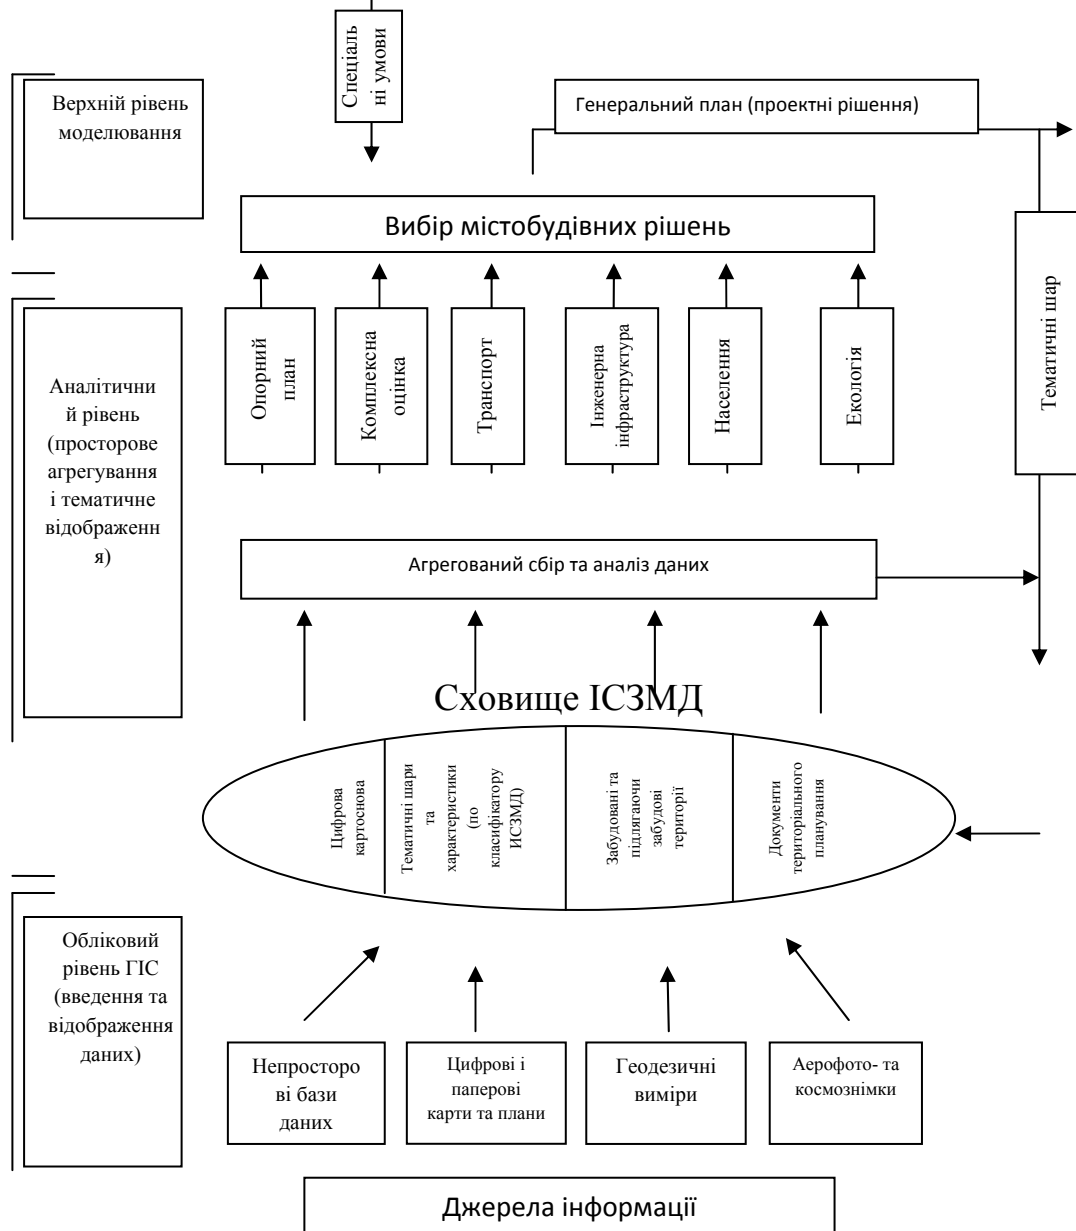 Спеціаль
ні умови
Верхній рівень
моделювання
Генеральний план (проектні рішення)
Вибір містобудівних рішень
Тематичні шар
Аналітични
й рівень
(просторове
агрегування
і тематичне
відображенн
я)
Опорний
план
Комплексна
оцінка
Транспорт
Інженерна
інфраструктура
Населення
Екологія
Агрегований сбір та аналіз даних
Сховище ІСЗМД
Цифрова
картоснова
Тематичні шари
та
характеристики
(по
класифікатору
ИСЗМД)
Забудовані та
підлягаючи
забудові
території
Документи
територіального
планування
Обліковий
рівень ГІС
(введення та
відображення
даних)
Непросторо
ві бази
даних
Цифрові і
паперові
карти та плани
Геодезичні
виміри
Аерофото- та
космознімки
Джерела інформації